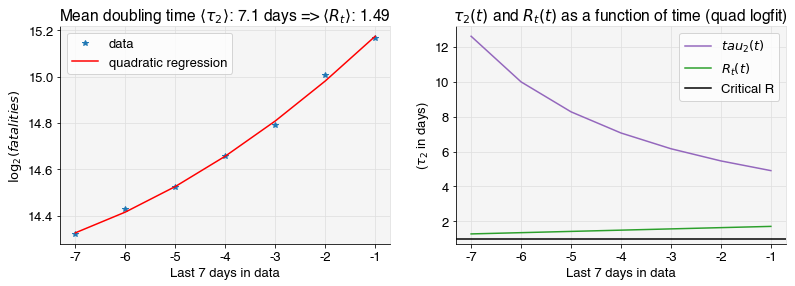 Mean doubling time ⟨τ₂⟩: 7.1 days => ⟨Rₜ⟩: 1.49
15.2
15.0
14.8
14.6
14.4
log₂(fatalities)
data
quadratic regression
-7 -6 -5 -4 -3 -2 -1
Last 7 days in data
τ₂(t) and Rₜ(t) as a function of time (quad logfit)
12
10
8
6
4
2
(τ₂ in days)
tau₂(t)
Rₜ(t)
Critical R
-7 -6 -5 -4 -3 -2 -1
Last 7 days in data